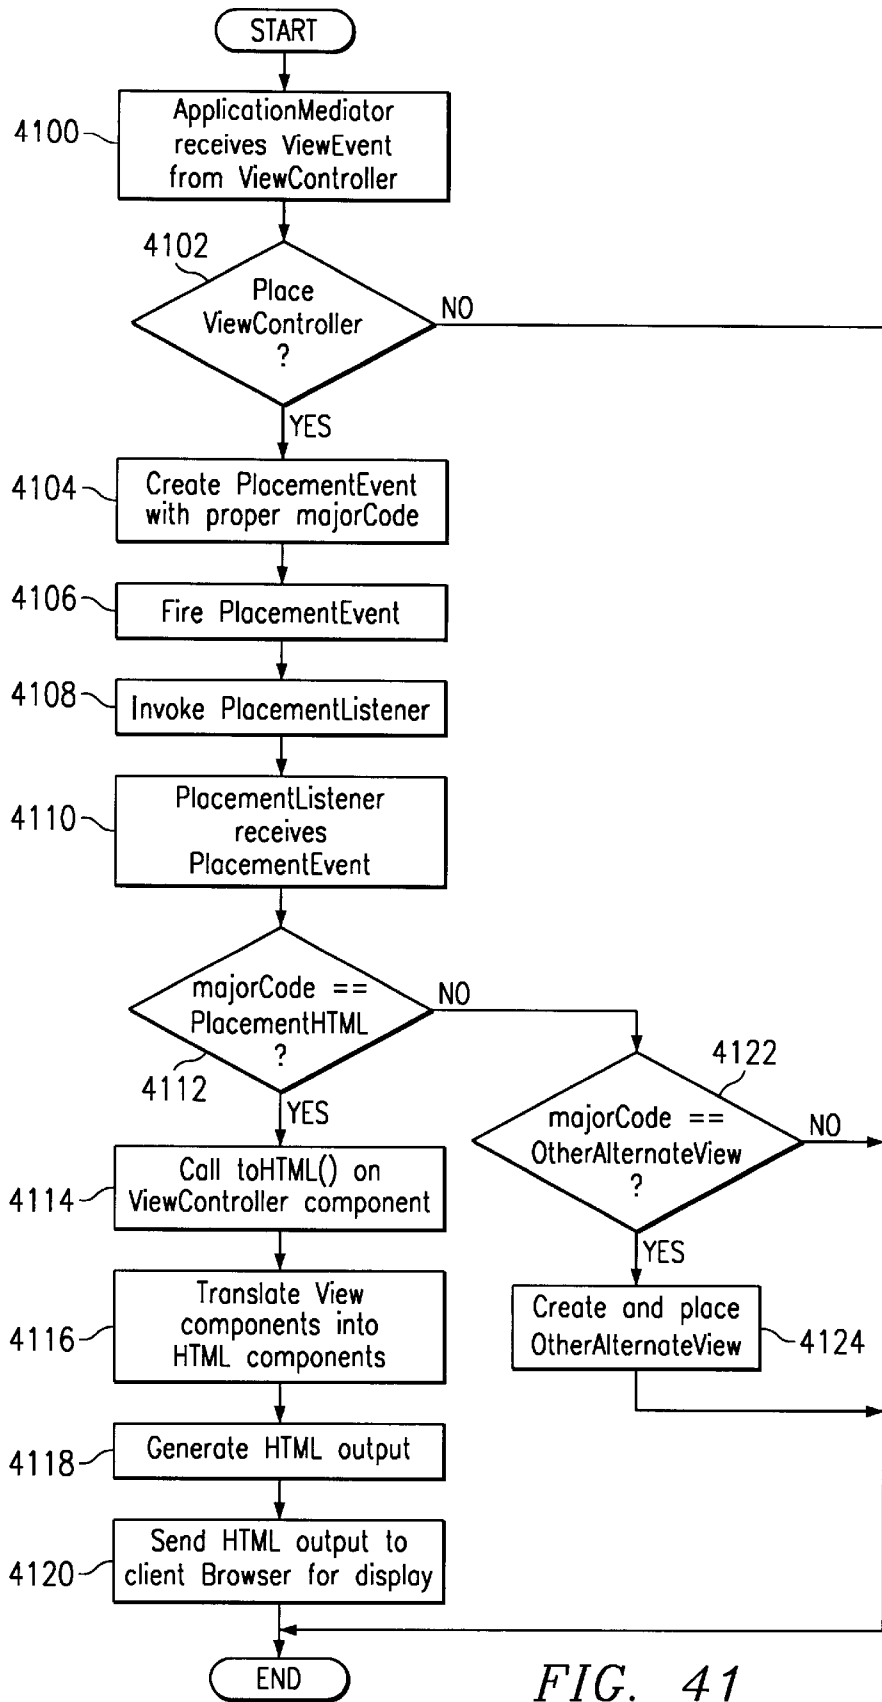 START
4100
ApplicationMediator
receives ViewEvent
from ViewController
4102
Place
ViewController
?
NO
YES
4104
Create PlacementEvent
with proper majorCode
4106
Fire PlacementEvent
4108
Invoke PlacementListener
4110
PlacementListener
receives
PlacementEvent
majorCode ==
PlacementHTML
?
NO
4112
YES
4122
majorCode ==
OtherAlternateView
?
NO
YES
4114
Call toHTML() on
ViewController component
4116
Translate View
components into
HTML components
Create and place
OtherAlternateView
4124
4118
Generate HTML output
4120
Send HTML output to
client Browser for display
END
FIG. 41